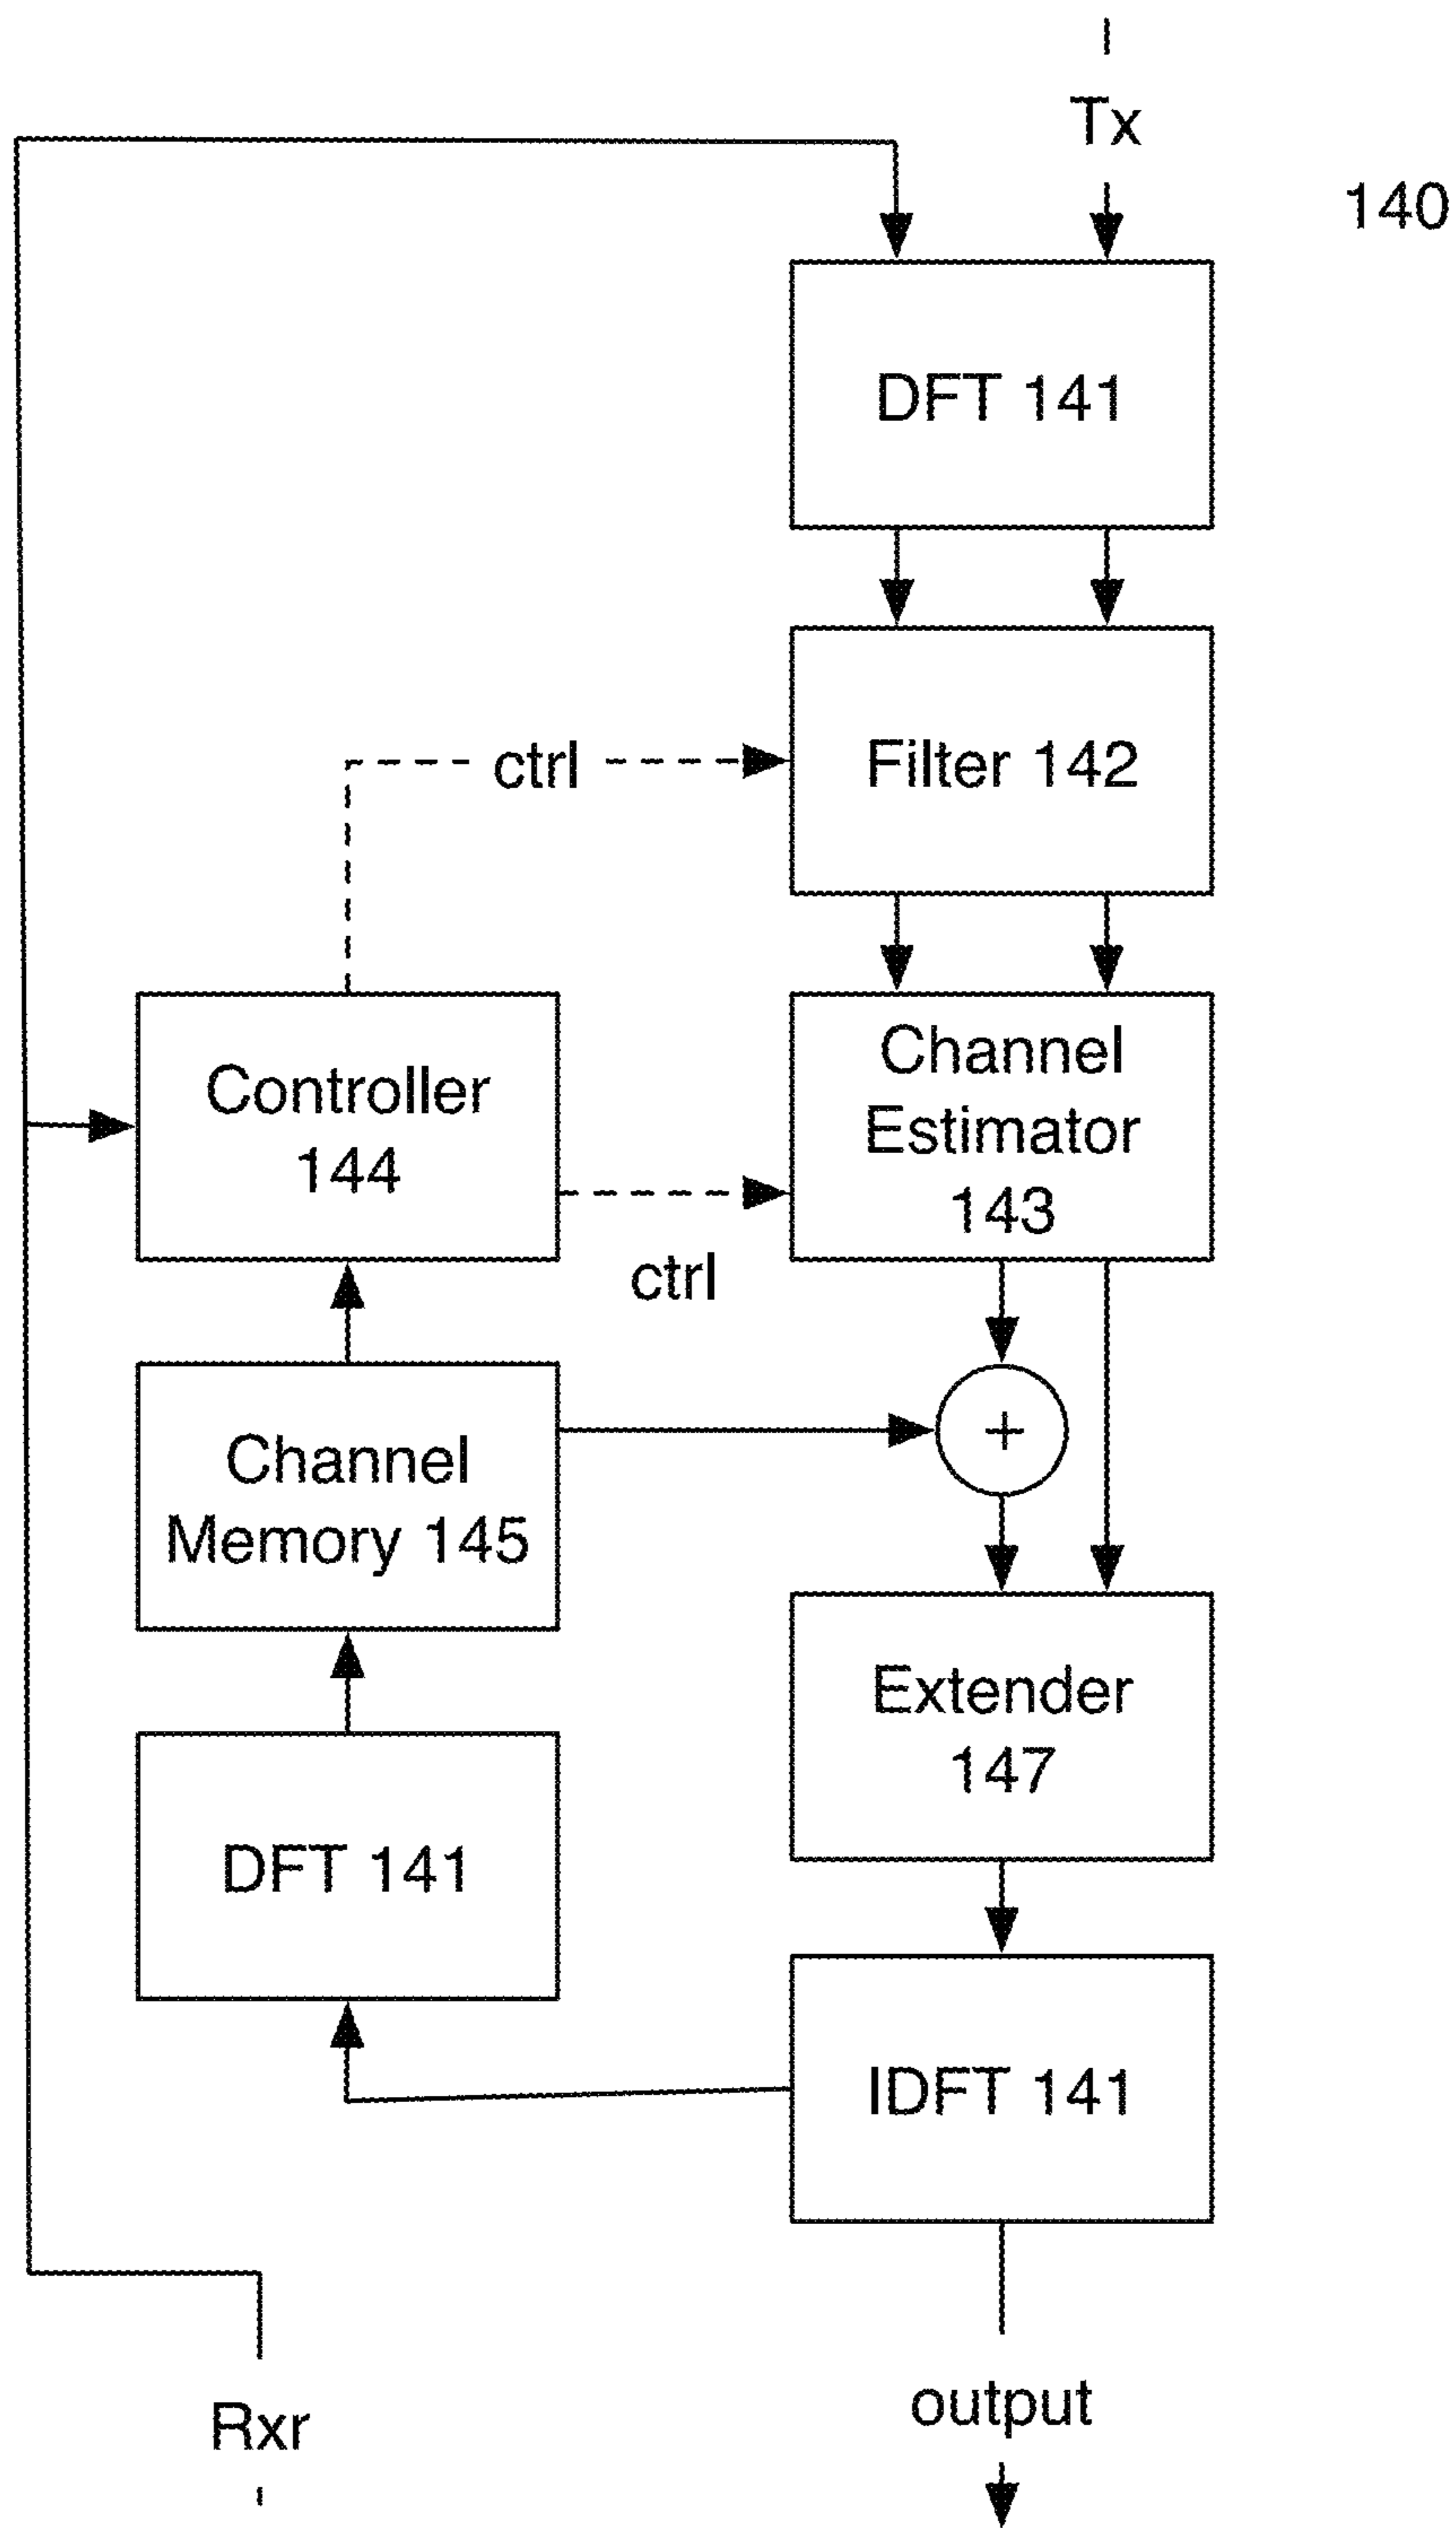 Tx
140
DFT 141
ctrl
Filter 142
Controller
144
Channel
Estimator
143
ctrl
+
Channel
Memory 145
Extender
147
DFT 141
IDFT 141
Rxr
output